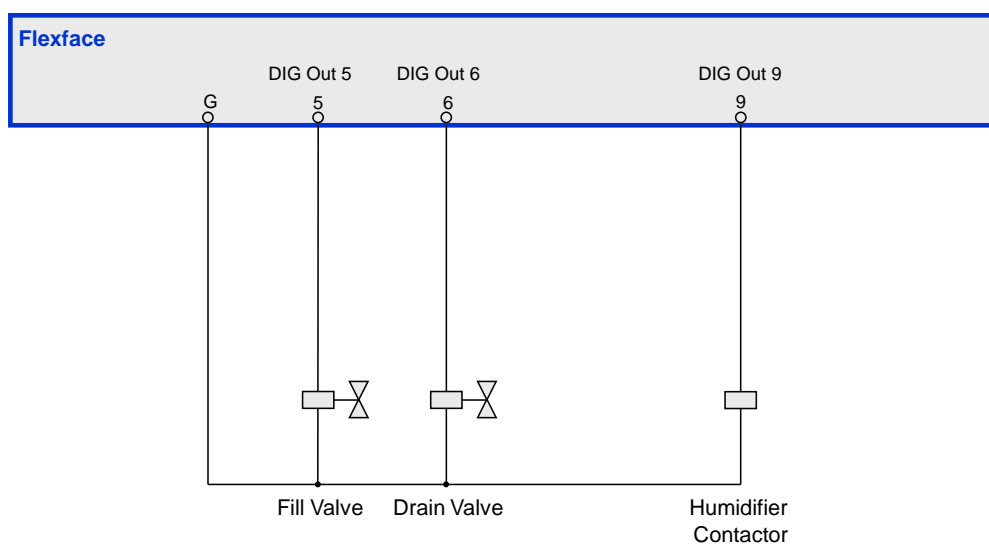 Flexface
DIG Out 5 DIG Out 6 DIG Out 9
G 5 6 9
Fill Valve Drain Valve Humidifier
Contactor